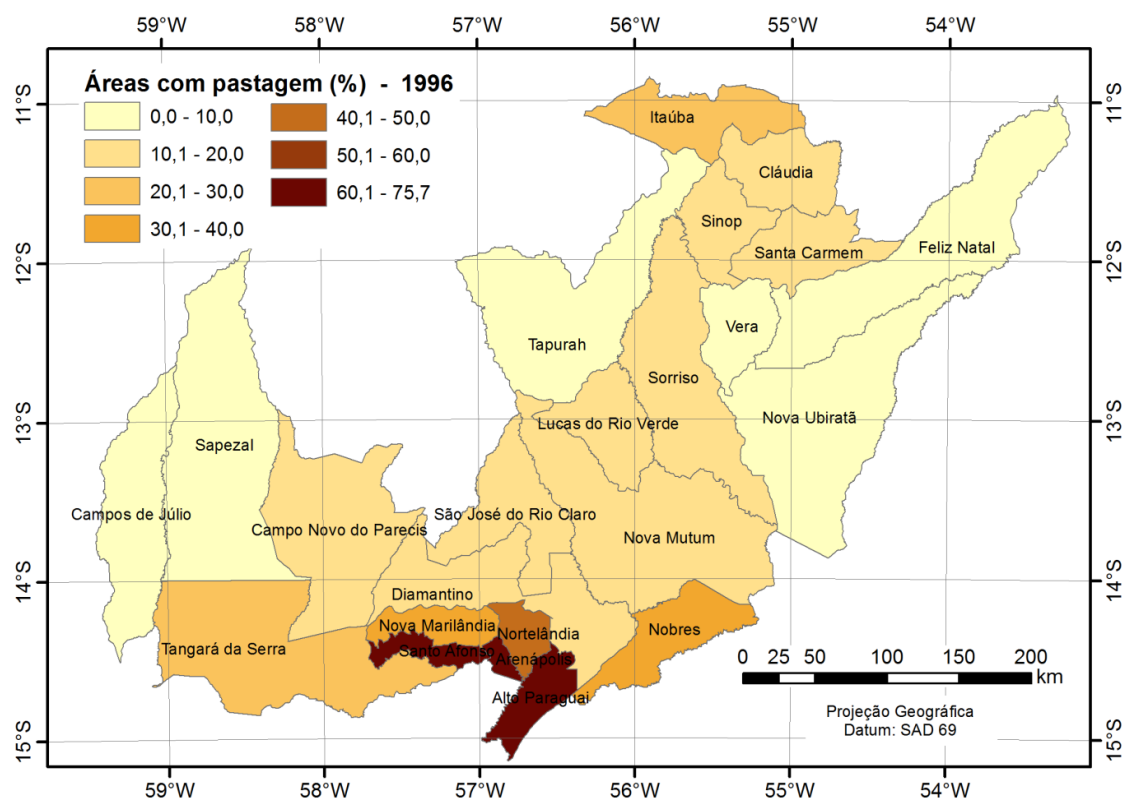 59°W 58°W 57°W 56°W 55°W 54°W
Áreas com pastagem (%) - 1996
0,0 - 10,0
10,1 - 20,0
20,1 - 30,0
30,1 - 40,0
40,1 - 50,0
50,1 - 60,0
60,1 - 75,7
11°S
11°S
Itaúba
Cláudia
Sinop
Santa Carmem
Feliz Natal
12°S
12°S
Vera
Tapurah
Sorriso
Nova Ubiratã
Lucas do Rio Verde
13°S
13°S
Sapezal
Campos de Júlio
Campo Novo do Parecis
São José do Rio Claro
Nova Mutum
14°S
14°S
Diamantino
Nova Marilândia
Nortelândia
Nobres
Tangará da Serra
Santo Afonso
Arenápolis
Alto Paraguai
0 25 50 100 150 200
km
Projeção Geográfica
Datum: SAD 69
15°S
15°S
59°W 58°W 57°W 56°W 55°W 54°W